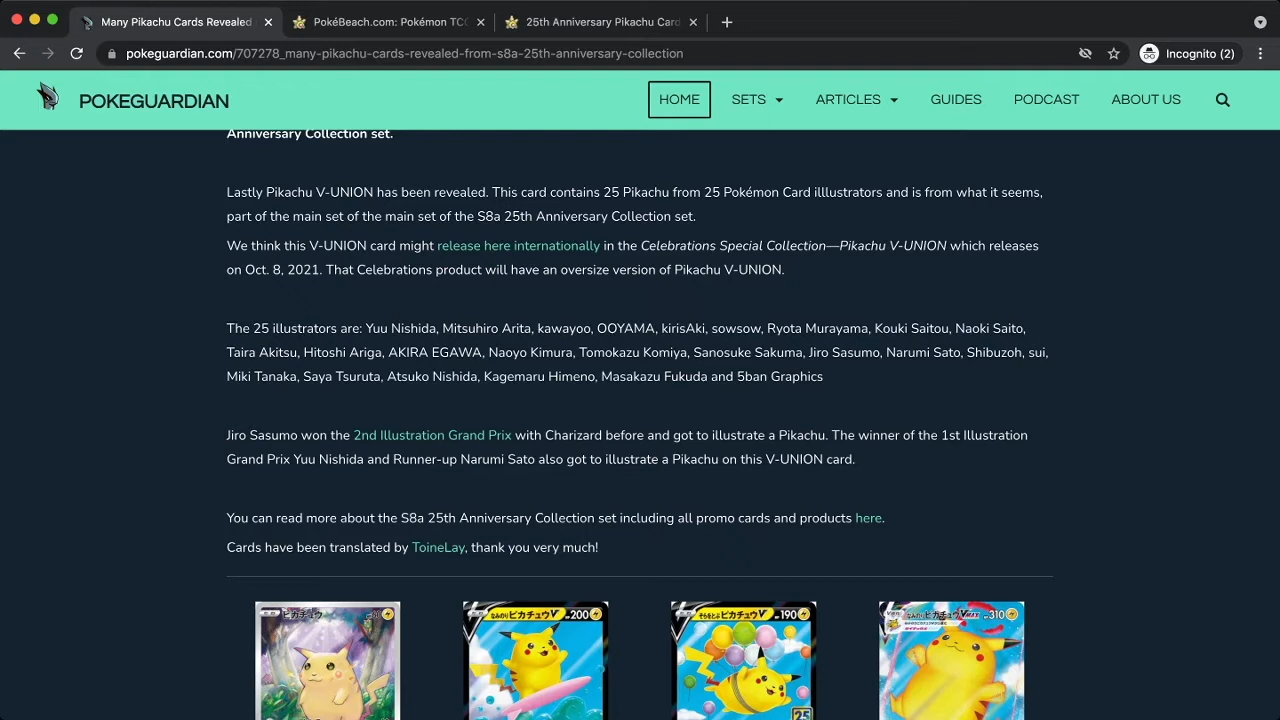 Many Pikachu Cards Revealed
PokéBeach.com: Pokémon TCG
25th Anniversary Pikachu Card
pokeguardian.com/707278_many-pikachu-cards-revealed-from-s8a-25th-anniversary-collection
Incognito (2)
POKEGUARDIAN
HOME
SETS
ARTICLES
GUIDES
PODCAST
ABOUT US
Anniversary Collection set.
Lastly Pikachu V-UNION has been revealed. This card contains 25 Pikachu from 25 Pokémon Card illlustrators and is from what it seems,
part of the main set of the main set of the S8a 25th Anniversary Collection set.
We think this V-UNION card might release here internationally in the Celebrations Special Collection—Pikachu V-UNION which releases
on Oct. 8, 2021. That Celebrations product will have an oversize version of Pikachu V-UNION.
The 25 illustrators are: Yuu Nishida, Mitsuhiro Arita, kawayoo, OOYAMA, kirisAki, sowsow, Ryota Murayama, Kouki Saitou, Naoki Saito,
Taira Akitsu, Hitoshi Ariga, AKIRA EGAWA, Naoyo Kimura, Tomokazu Komiya, Sanosuke Sakuma, Jiro Sasumo, Narumi Sato, Shibuzoh, sui,
Miki Tanaka, Saya Tsuruta, Atsuko Nishida, Kagemaru Himeno, Masakazu Fukuda and 5ban Graphics
Jiro Sasumo won the 2nd Illustration Grand Prix with Charizard before and got to illustrate a Pikachu. The winner of the 1st Illustration
Grand Prix Yuu Nishida and Runner-up Narumi Sato also got to illustrate a Pikachu on this V-UNION card.
You can read more about the S8a 25th Anniversary Collection set including all promo cards and products here.
Cards have been translated by ToineLay, thank you very much!
ピカチュウ
なみのりピカチュウV 200
そらをとぶピカチュウV 190
なみのりピカチュウVMAX 310
25